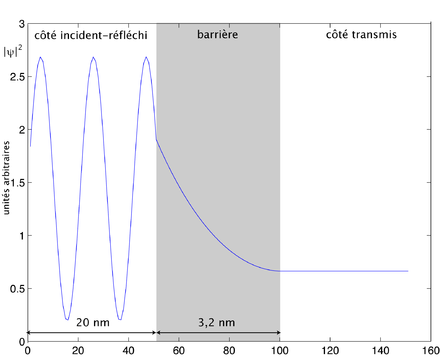 côté incident-réfléchi barrière côté transmis
|ψ|²
unités arbitraires
3
2.5
2
1.5
1
0.5
0
20 nm 3,2 nm
0 20 40 60 80 100 120 140 160